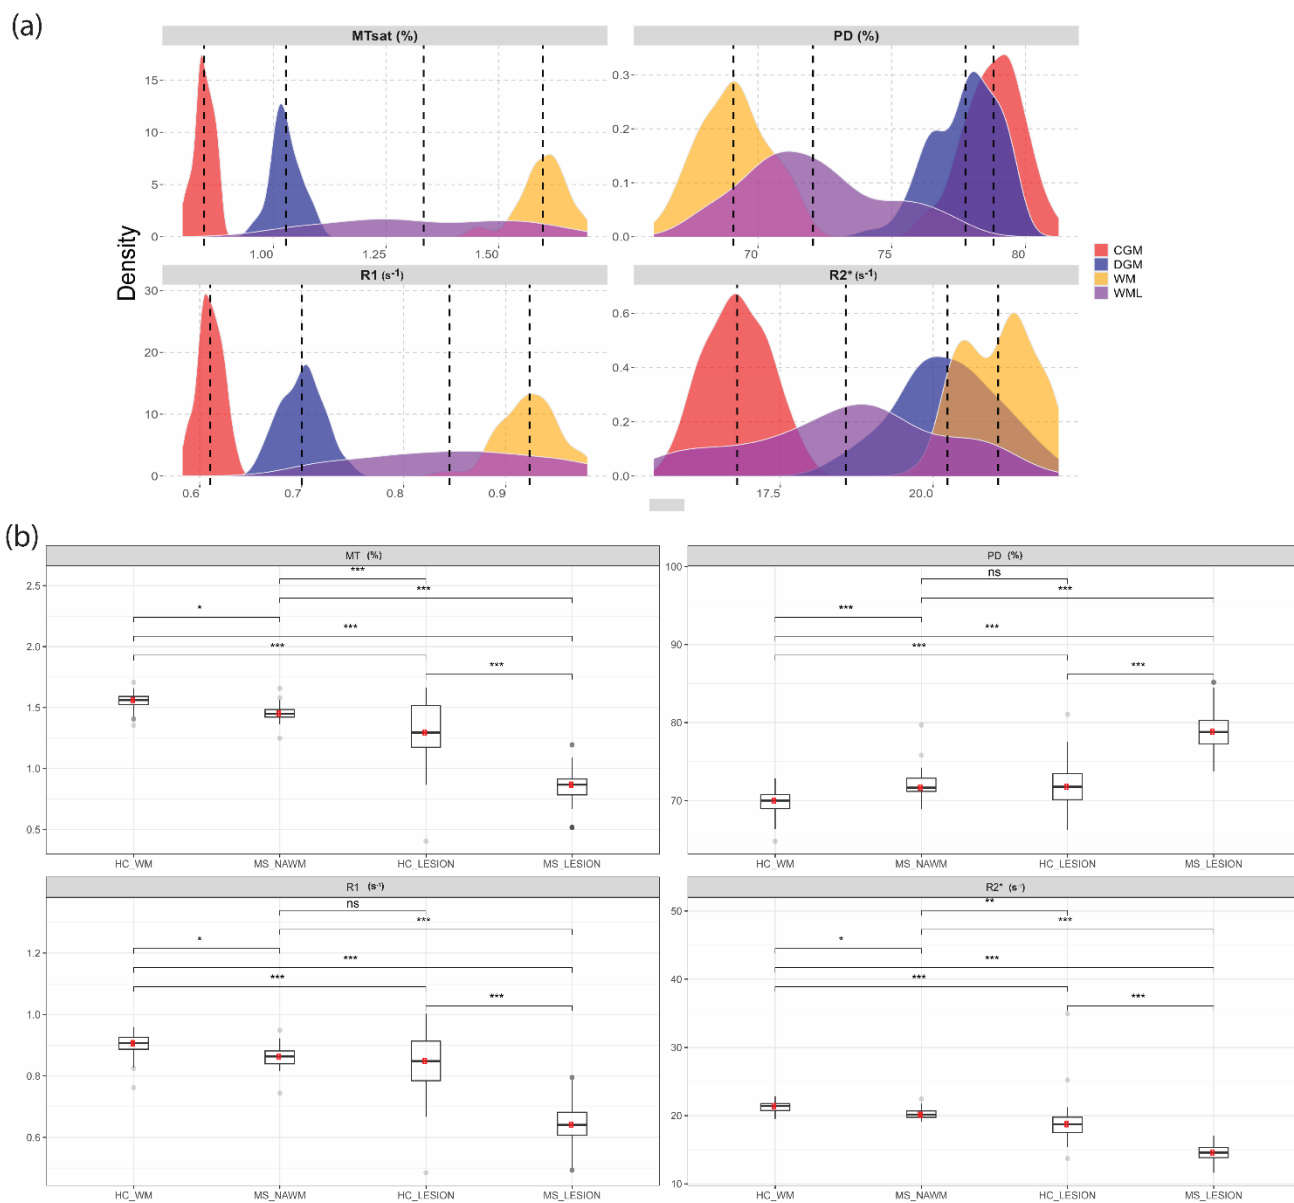 (a)
MTsat (%)
PD (%)
15
10
5
0
1.00
1.25
1.50
0.3
0.2
0.1
0.0
70
75
80
Density
R1 (s-1)
R2* (s-1)
30
20
10
0
0.6
0.7
0.8
0.9
0.6
0.4
0.2
0.0
17.5
20.0
CGM
DGM
WM
WML
(b)
MT (%)
PD (%)
2.5
2.0
1.5
1.0
0.5
***
***
*
***
***
***
HC_WM
MS_NAWM
HC_LESION
MS_LESION
100
90
80
70
ns
***
***
***
***
***
HC_WM
MS_NAWM
HC_LESION
MS_LESION
R1 (s-1)
R2* (s-1)
1.2
1.0
0.8
0.6
ns
***
*
***
***
***
HC_WM
MS_NAWM
HC_LESION
MS_LESION
50
40
30
20
10
**
***
*
***
***
***
HC_WM
MS_NAWM
HC_LESION
MS_LESION